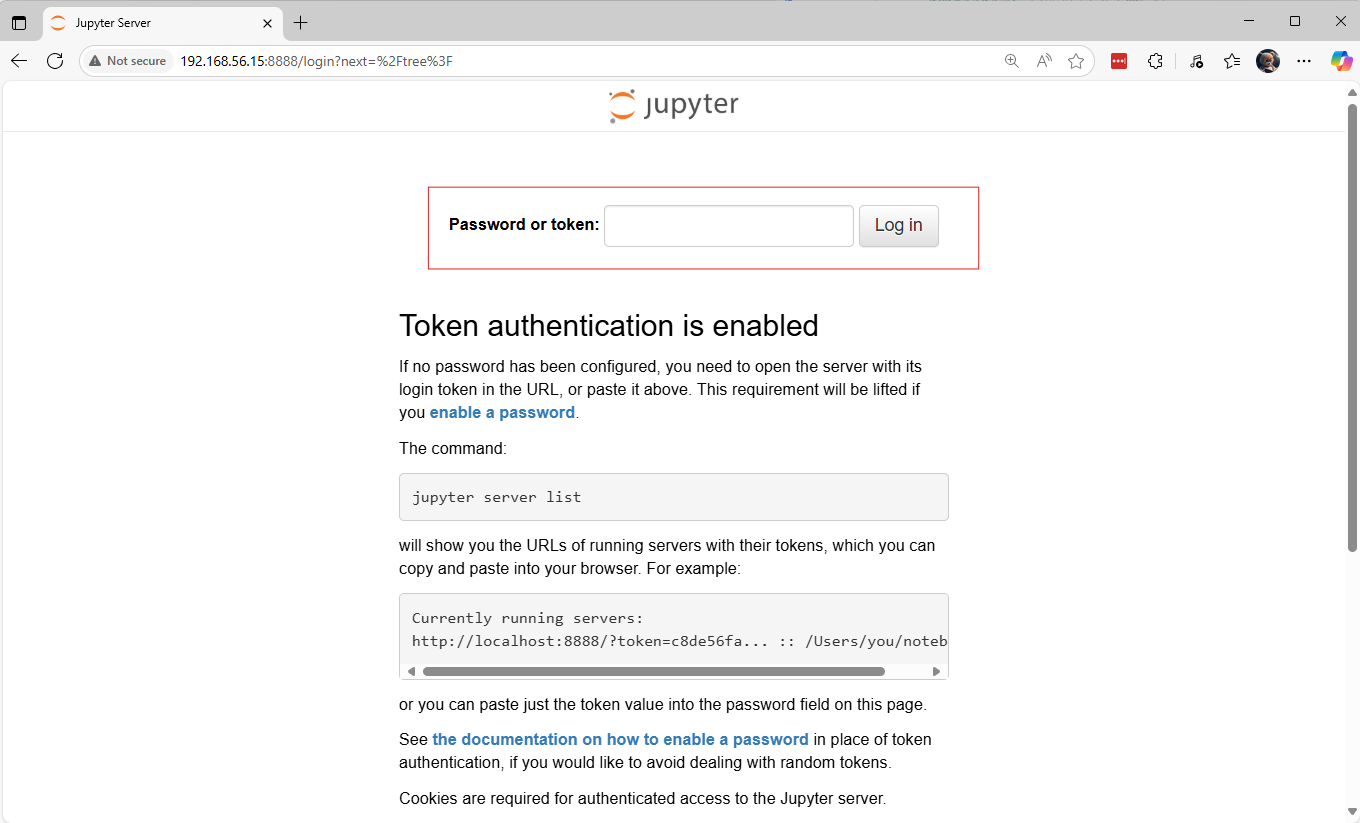 Jupyter Server
Not secure 192.168.56.15:8888/login?next=%2Ftree%3F
jupyter
Password or token: Log in
Token authentication is enabled
If no password has been configured, you need to open the server with its
login token in the URL, or paste it above. This requirement will be lifted if
you enable a password.
The command:
jupyter server list
will show you the URLs of running servers with their tokens, which you can
copy and paste into your browser. For example:
Currently running servers:
http://localhost:8888/?token=c8de56fa... :: /Users/you/noteb
or you can paste just the token value into the password field on this page.
See the documentation on how to enable a password in place of token
authentication, if you would like to avoid dealing with random tokens.
Cookies are required for authenticated access to the Jupyter server.